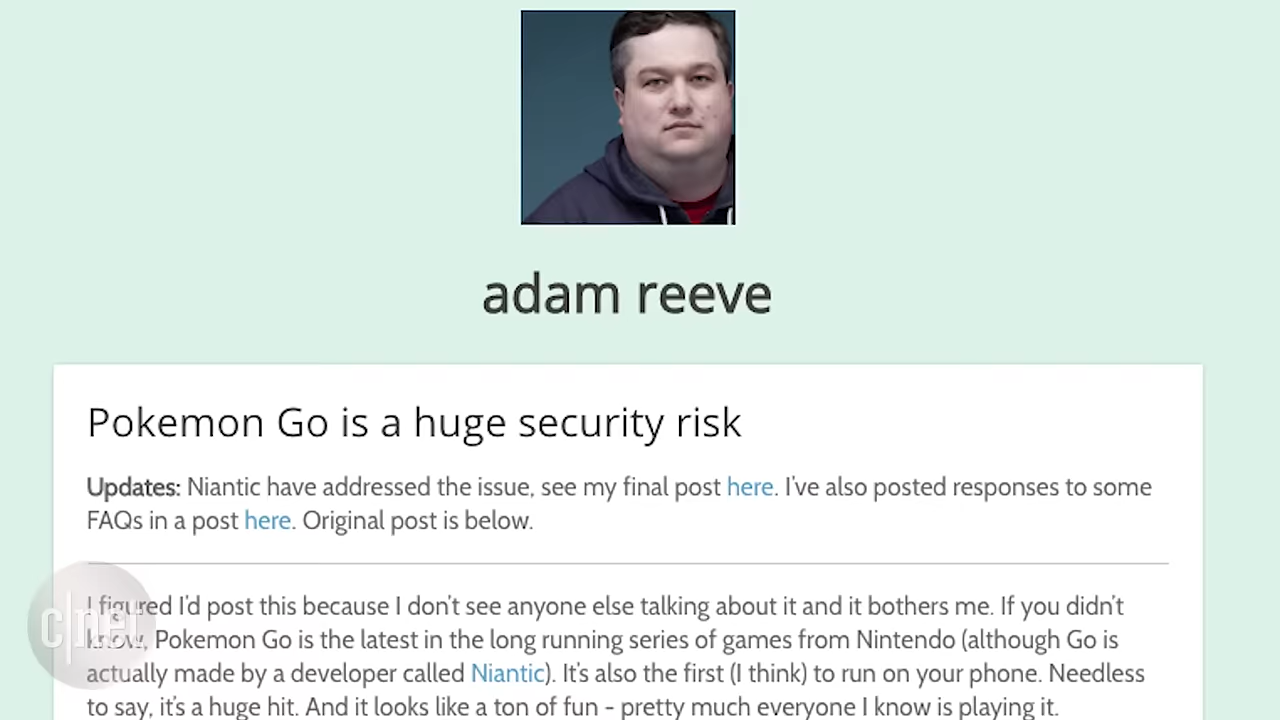 adam reeve
Pokemon Go is a huge security risk
Updates: Niantic have addressed the issue, see my final post here. I've also posted responses to some
FAQs in a post here. Original post is below.
I figured I'd post this because I don't see anyone else talking about it and it bothers me. If you didn't
know, Pokemon Go is the latest in the long running series of games from Nintendo (although Go is
actually made by a developer called Niantic). It's also the first (I think) to run on your phone. Needless
to say, it's a huge hit. And it looks like a ton of fun - pretty much everyone I know is playing it.
c|net